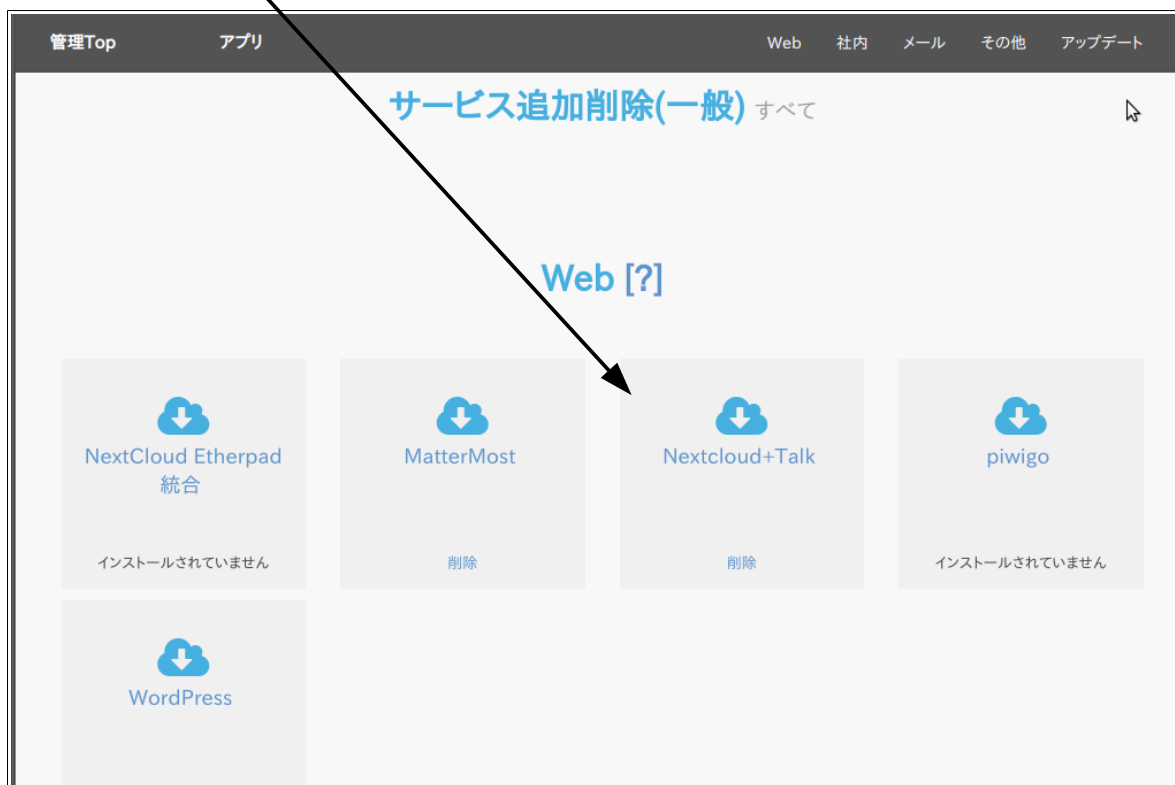 管理Top アプリ Web 社内 メール その他 アップデート
サービス追加削除(一般) すべて
Web [?]
NextCloud Etherpad
統合
インストールされていません
MatterMost
削除
Nextcloud+Talk
削除
piwigo
インストールされていません
WordPress